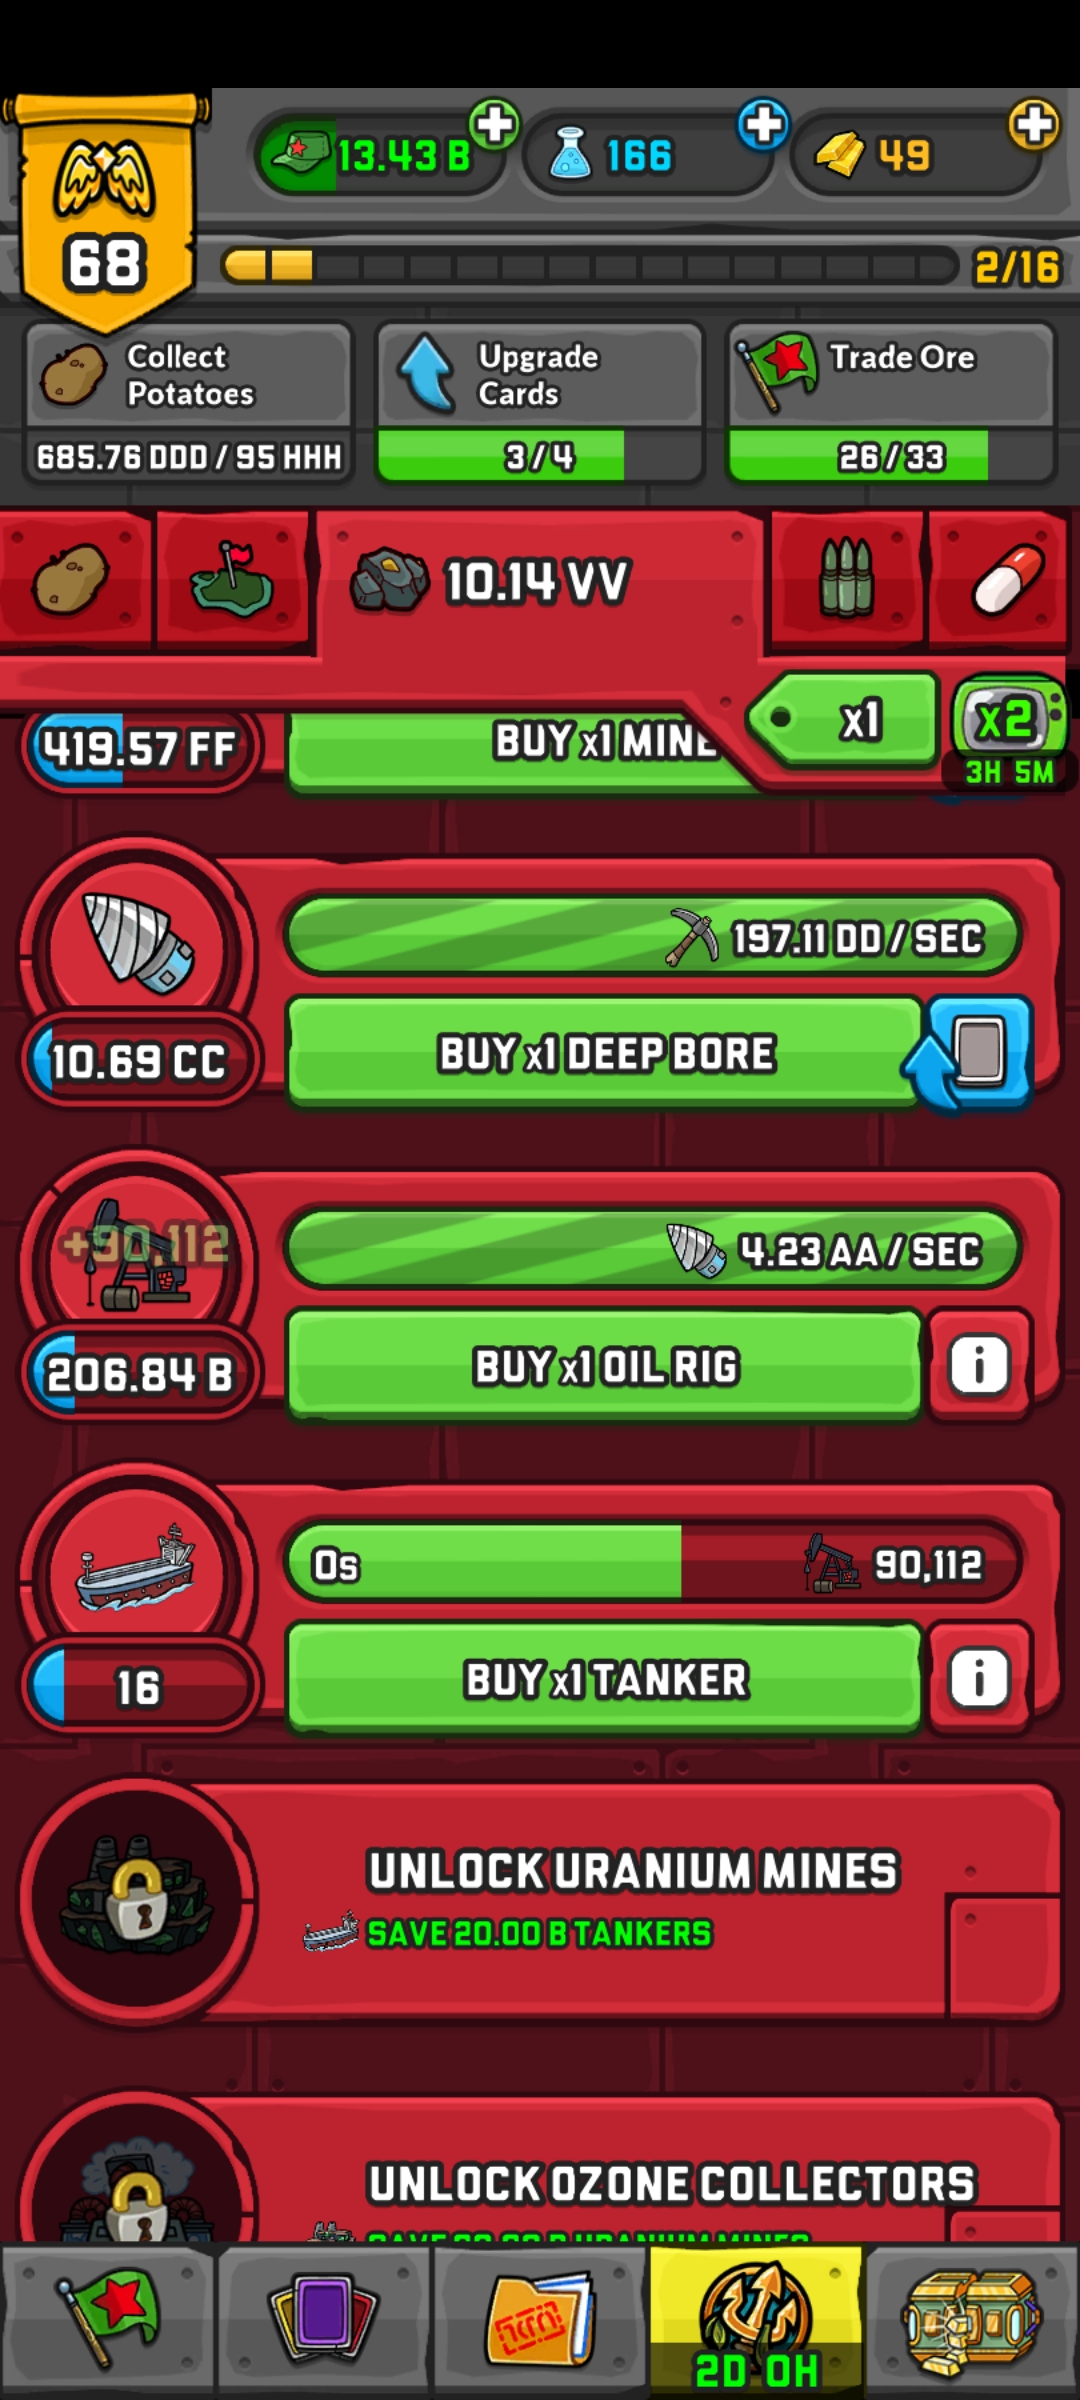 13.43 B
166
49
68
2/16
Collect
Potatoes
685.76 DDD / 95 HHH
Upgrade
Cards
3/4
Trade Ore
26/33
10.14 VV
x1
x2
3H 5M
419.57 FF
BUY x1 MINE
197.11 DD / SEC
10.69 CC
BUY x1 DEEP BORE
+90,112
4.23 AA / SEC
206.84 B
BUY x1 OIL RIG
0s
90,112
16
BUY x1 TANKER
UNLOCK URANIUM MINES
SAVE 20.00 B TANKERS
UNLOCK OZONE COLLECTORS
2D 0H